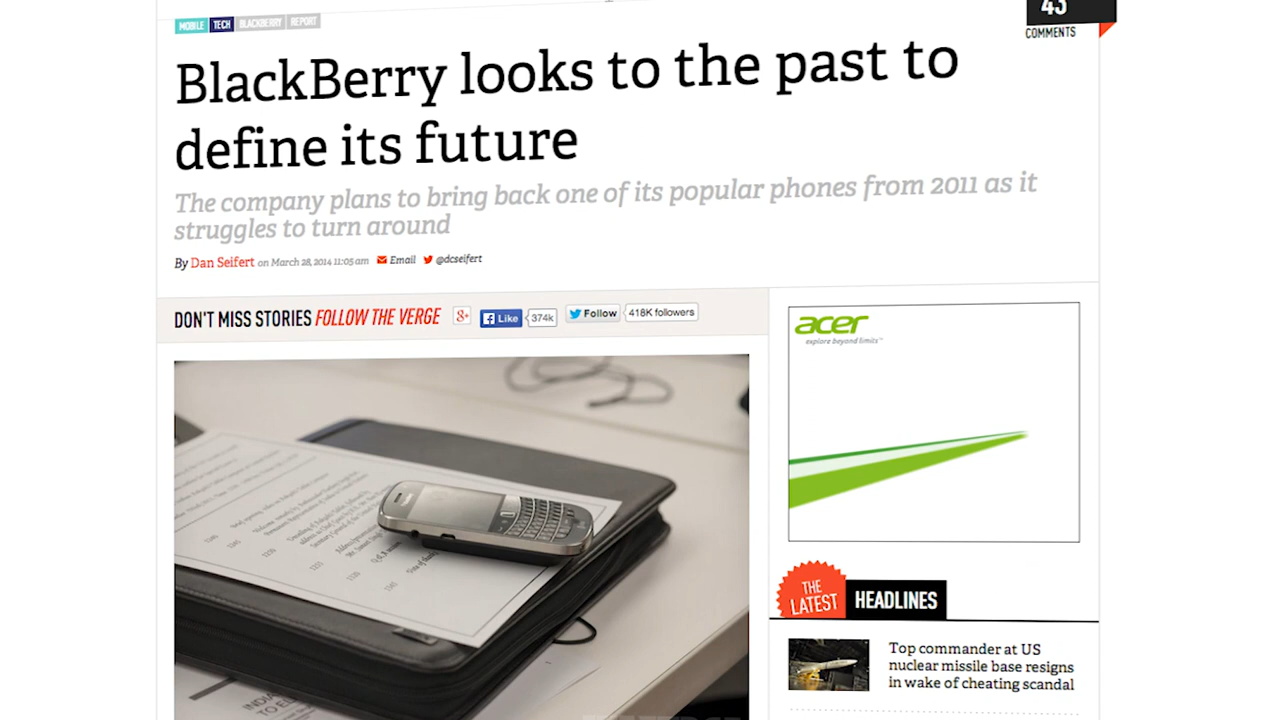 MOBILE TECH BLACKBERRY REPORT
43
COMMENTS
BlackBerry looks to the past to
define its future
The company plans to bring back one of its popular phones from 2011 as it
struggles to turn around
By Dan Seifert on March 28, 2014 11:05 am Email @dcseifert
DON'T MISS STORIES FOLLOW THE VERGE 8+ Like 374k Follow 418K followers
acer
explore beyond limits™
THE
LATEST
HEADLINES
Top commander at US
nuclear missile base resigns
in wake of cheating scandal